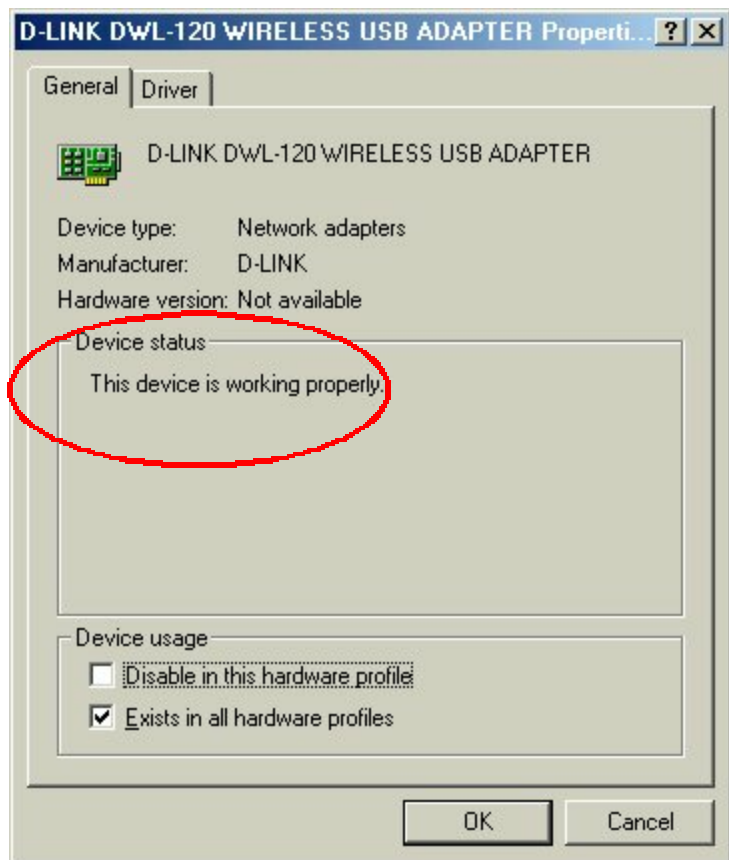 D-LINK DWL-120 WIRELESS USB ADAPTER Properti... ? X
General Driver
D-LINK DWL-120 WIRELESS USB ADAPTER
Device type: Network adapters
Manufacturer: D-LINK
Hardware version: Not available
Device status
This device is working properly.
Device usage
Disable in this hardware profile
Exists in all hardware profiles
OK Cancel